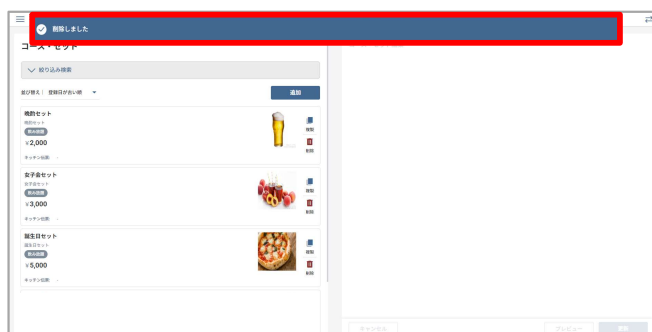 削除しました
コース・セット
絞り込み検索
並び替え： 登録日が古い順
追加
晩酌セット
晩酌セット
飲み放題
¥2,000
キッチン伝票: -
複製
削除
女子会セット
女子会セット
飲み放題
¥3,000
キッチン伝票: -
複製
削除
誕生日セット
誕生日セット
飲み放題
¥5,000
キッチン伝票: -
複製
削除
キャンセル
プレビュー